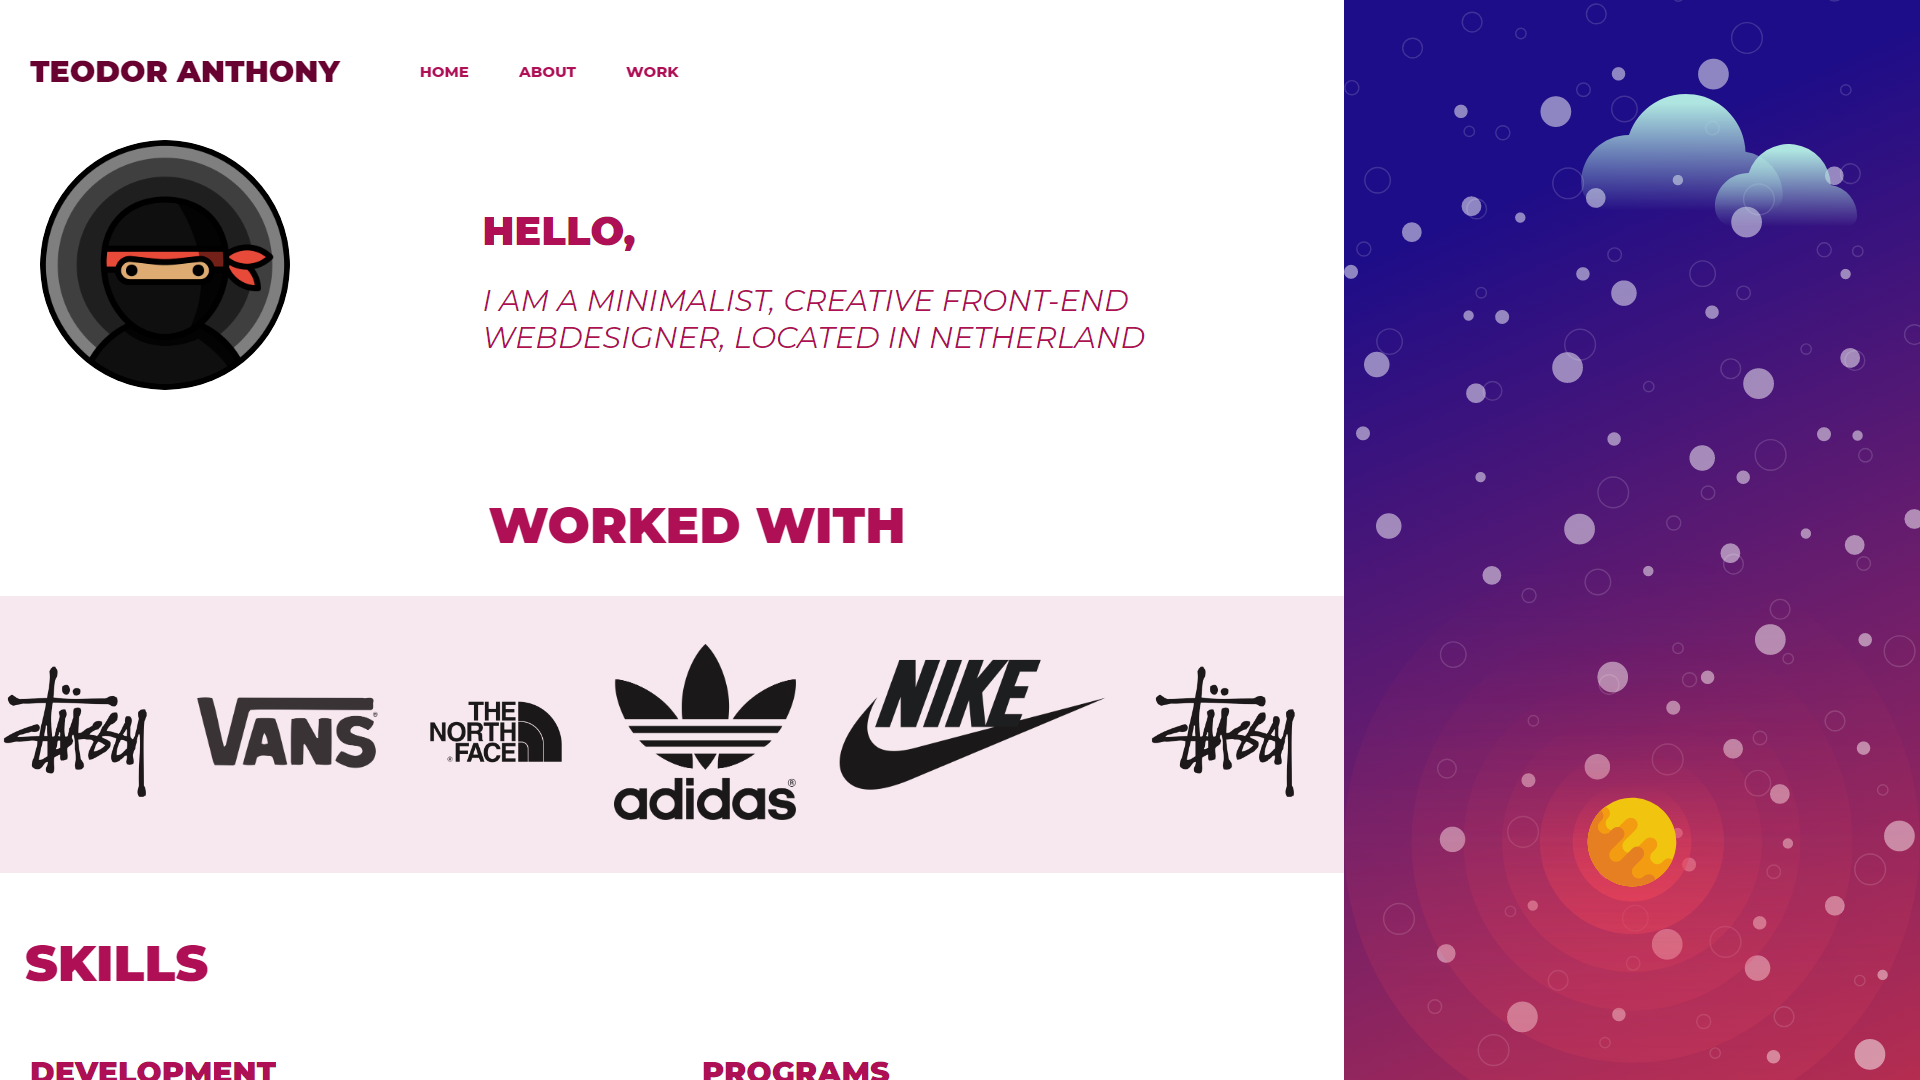 TEODOR ANTHONY
HOME
ABOUT
WORK
HELLO,
I AM A MINIMALIST, CREATIVE FRONT-END
WEBDESIGNER, LOCATED IN NETHERLAND
WORKED WITH
Stüssy
VANS®
THE
NORTH
®FACE
adidas®
NIKE
Stüssy
SKILLS
DEVELOPMENT
PROGRAMS